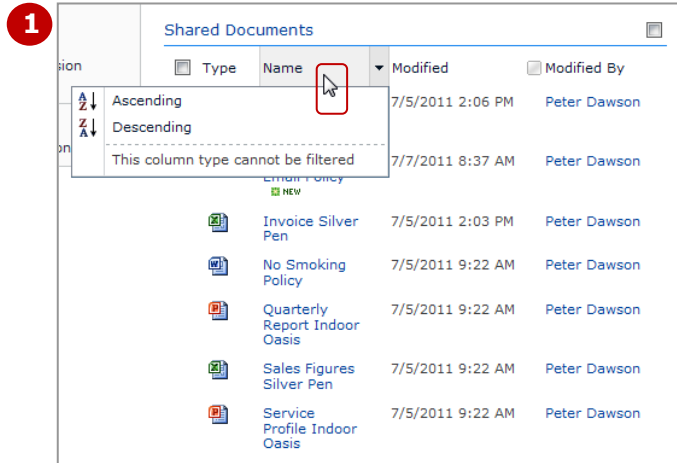 1
Shared Documents
sion
Type Name Modified Modified By
Ascending
7/5/2011 2:06 PM Peter Dawson
Descending
on
This column type cannot be filtered
7/7/2011 8:37 AM Peter Dawson
Email Policy
NEW
Invoice Silver 7/5/2011 2:03 PM Peter Dawson
Pen
No Smoking 7/5/2011 9:22 AM Peter Dawson
Policy
Quarterly 7/5/2011 9:22 AM Peter Dawson
Report Indoor
Oasis
Sales Figures 7/5/2011 9:22 AM Peter Dawson
Silver Pen
Service 7/5/2011 9:22 AM Peter Dawson
Profile Indoor
Oasis